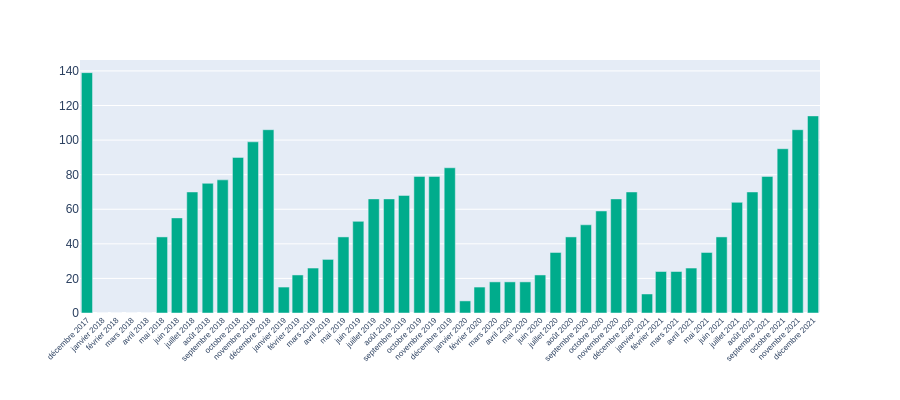 140
120
100
80
60
40
20
0
décembre 2017
janvier 2018
février 2018
mars 2018
avril 2018
mai 2018
juin 2018
juillet 2018
août 2018
septembre 2018
octobre 2018
novembre 2018
décembre 2018
janvier 2019
février 2019
mars 2019
avril 2019
mai 2019
juin 2019
juillet 2019
août 2019
septembre 2019
octobre 2019
novembre 2019
décembre 2019
janvier 2020
février 2020
mars 2020
avril 2020
mai 2020
juin 2020
juillet 2020
août 2020
septembre 2020
octobre 2020
novembre 2020
décembre 2020
janvier 2021
février 2021
mars 2021
avril 2021
mai 2021
juin 2021
juillet 2021
août 2021
septembre 2021
octobre 2021
novembre 2021
décembre 2021